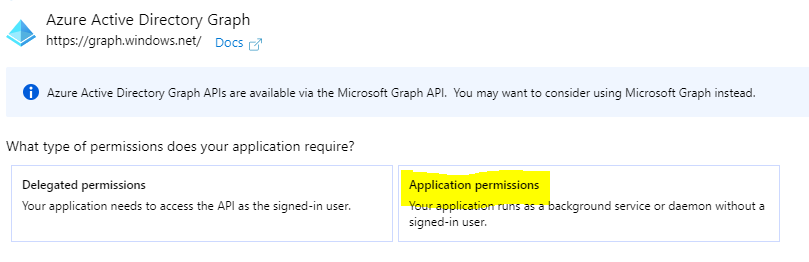 Azure Active Directory Graph
https://graph.windows.net/ Docs
Azure Active Directory Graph APIs are available via the Microsoft Graph API. You may want to consider using Microsoft Graph instead.
What type of permissions does your application require?
Delegated permissions
Your application needs to access the API as the signed-in user.
Application permissions
Your application runs as a background service or daemon without a
signed-in user.